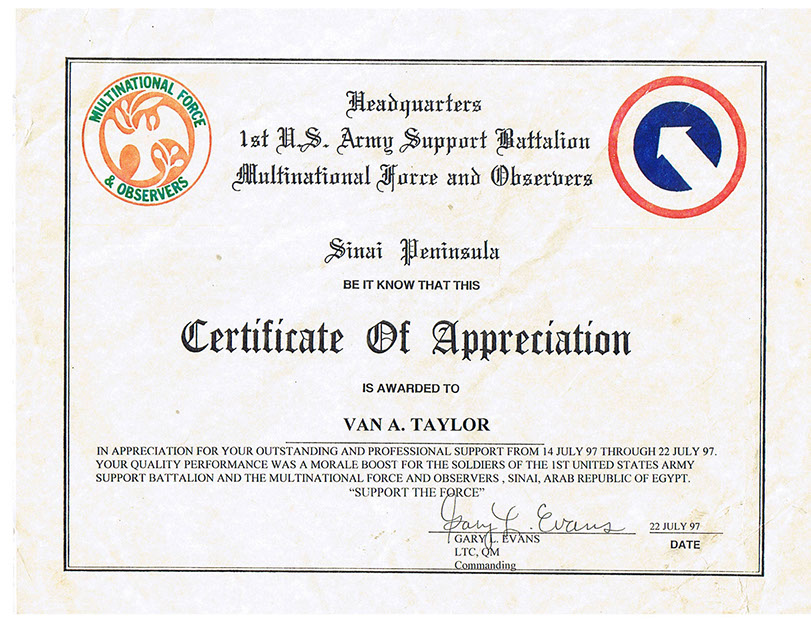 MULTINATIONAL FORCE
& OBSERVERS
Headquarters
1st U.S. Army Support Battalion
Multinational Force and Observers
Sinai Peninsula
BE IT KNOW THAT THIS
Certificate Of Appreciation
IS AWARDED TO
VAN A. TAYLOR
IN APPRECIATION FOR YOUR OUTSTANDING AND PROFESSIONAL SUPPORT FROM 14 JULY 97 THROUGH 22 JULY 97.
YOUR QUALITY PERFORMANCE WAS A MORALE BOOST FOR THE SOLDIERS OF THE 1ST UNITED STATES ARMY
SUPPORT BATTALION AND THE MULTINATIONAL FORCE AND OBSERVERS , SINAI, ARAB REPUBLIC OF EGYPT.
“SUPPORT THE FORCE”
Gary L. Evans
22 JULY 97
GARY L. EVANS
DATE
LTC, QM
Commanding